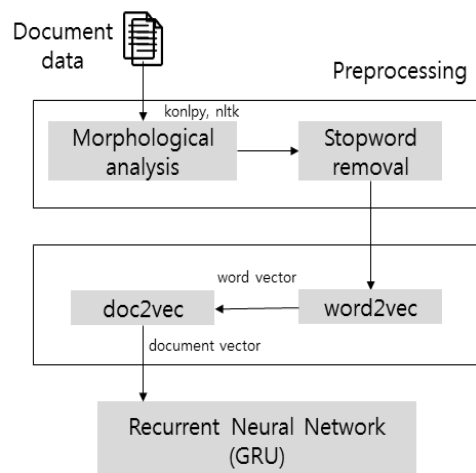 Document
data
Preprocessing
konlpy, nltk
Morphological
analysis
Stopword
removal
word vector
doc2vec
word2vec
document vector
Recurrent Neural Network
(GRU)